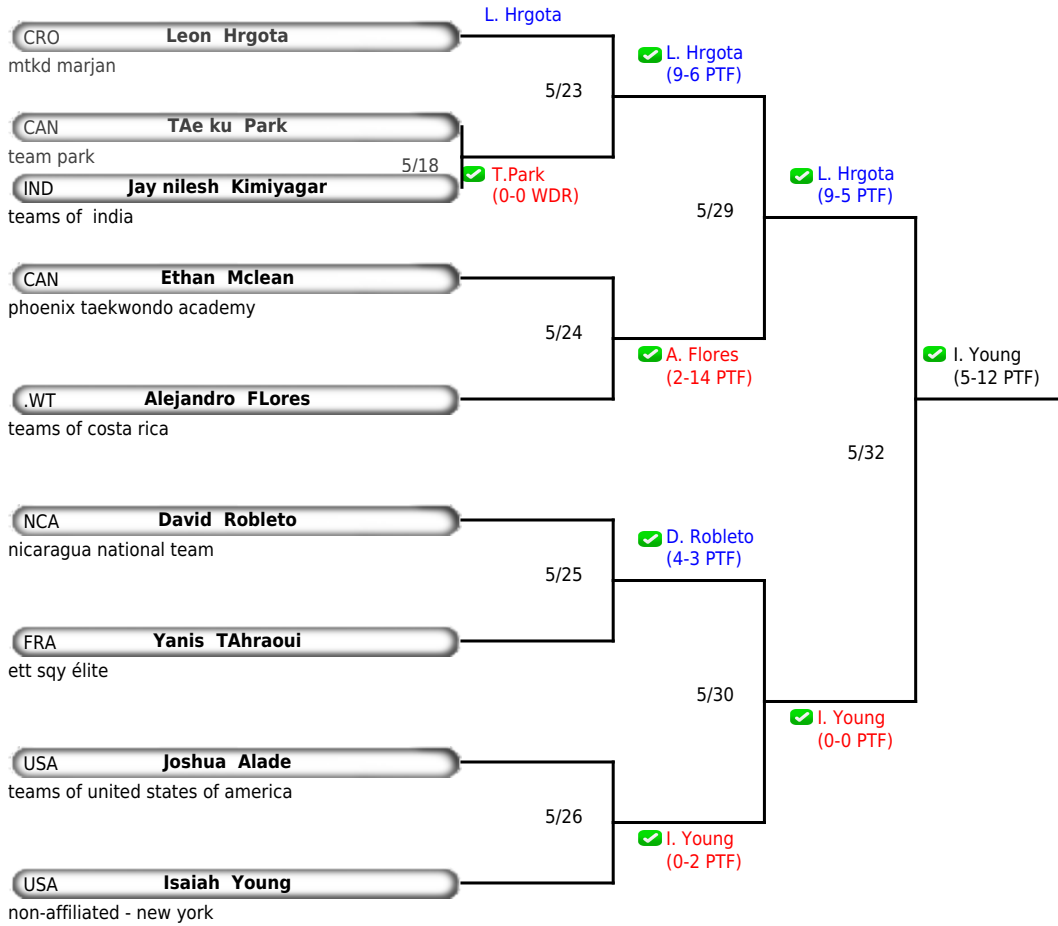 L. Hrgota
CRO Leon Hrgota
mtkd marjan
L. Hrgota
(9-6 PTF)
5/23
CAN TAe ku Park
team park
5/18
T.Park
(0-0 WDR)
IND Jay nilesh Kimiyagar
teams of india
L. Hrgota
(9-5 PTF)
5/29
CAN Ethan Mclean
phoenix taekwondo academy
5/24
A. Flores
(2-14 PTF)
I. Young
(5-12 PTF)
.WT Alejandro FLores
teams of costa rica
5/32
NCA David Robleto
nicaragua national team
D. Robleto
(4-3 PTF)
5/25
FRA Yanis TAhraoui
ett sqy élite
5/30
I. Young
(0-0 PTF)
USA Joshua Alade
teams of united states of america
5/26
I. Young
(0-2 PTF)
USA Isaiah Young
non-affiliated - new york